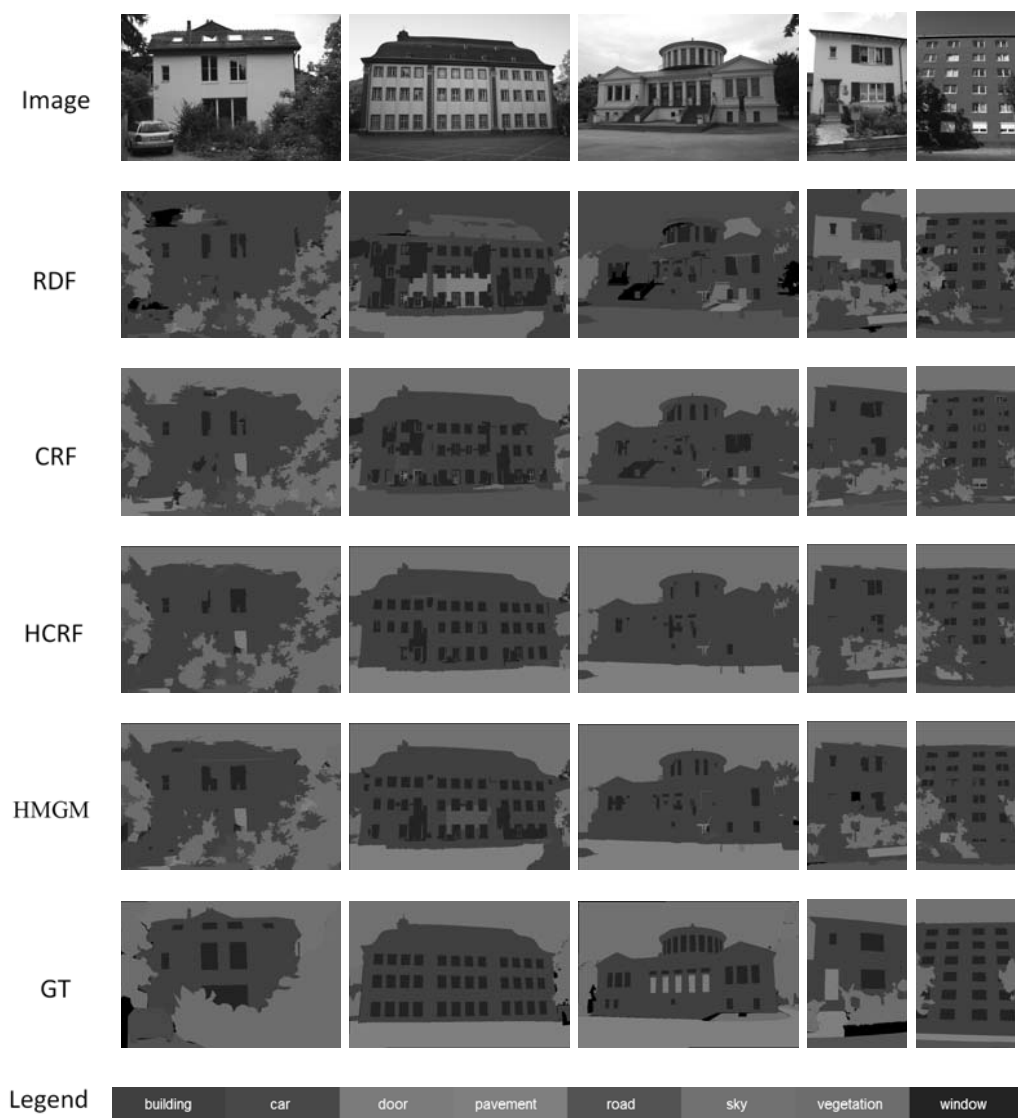 Image
RDF
CRF
HCRF
HMGM
GT
Legend building car door pavement road sky vegetation window